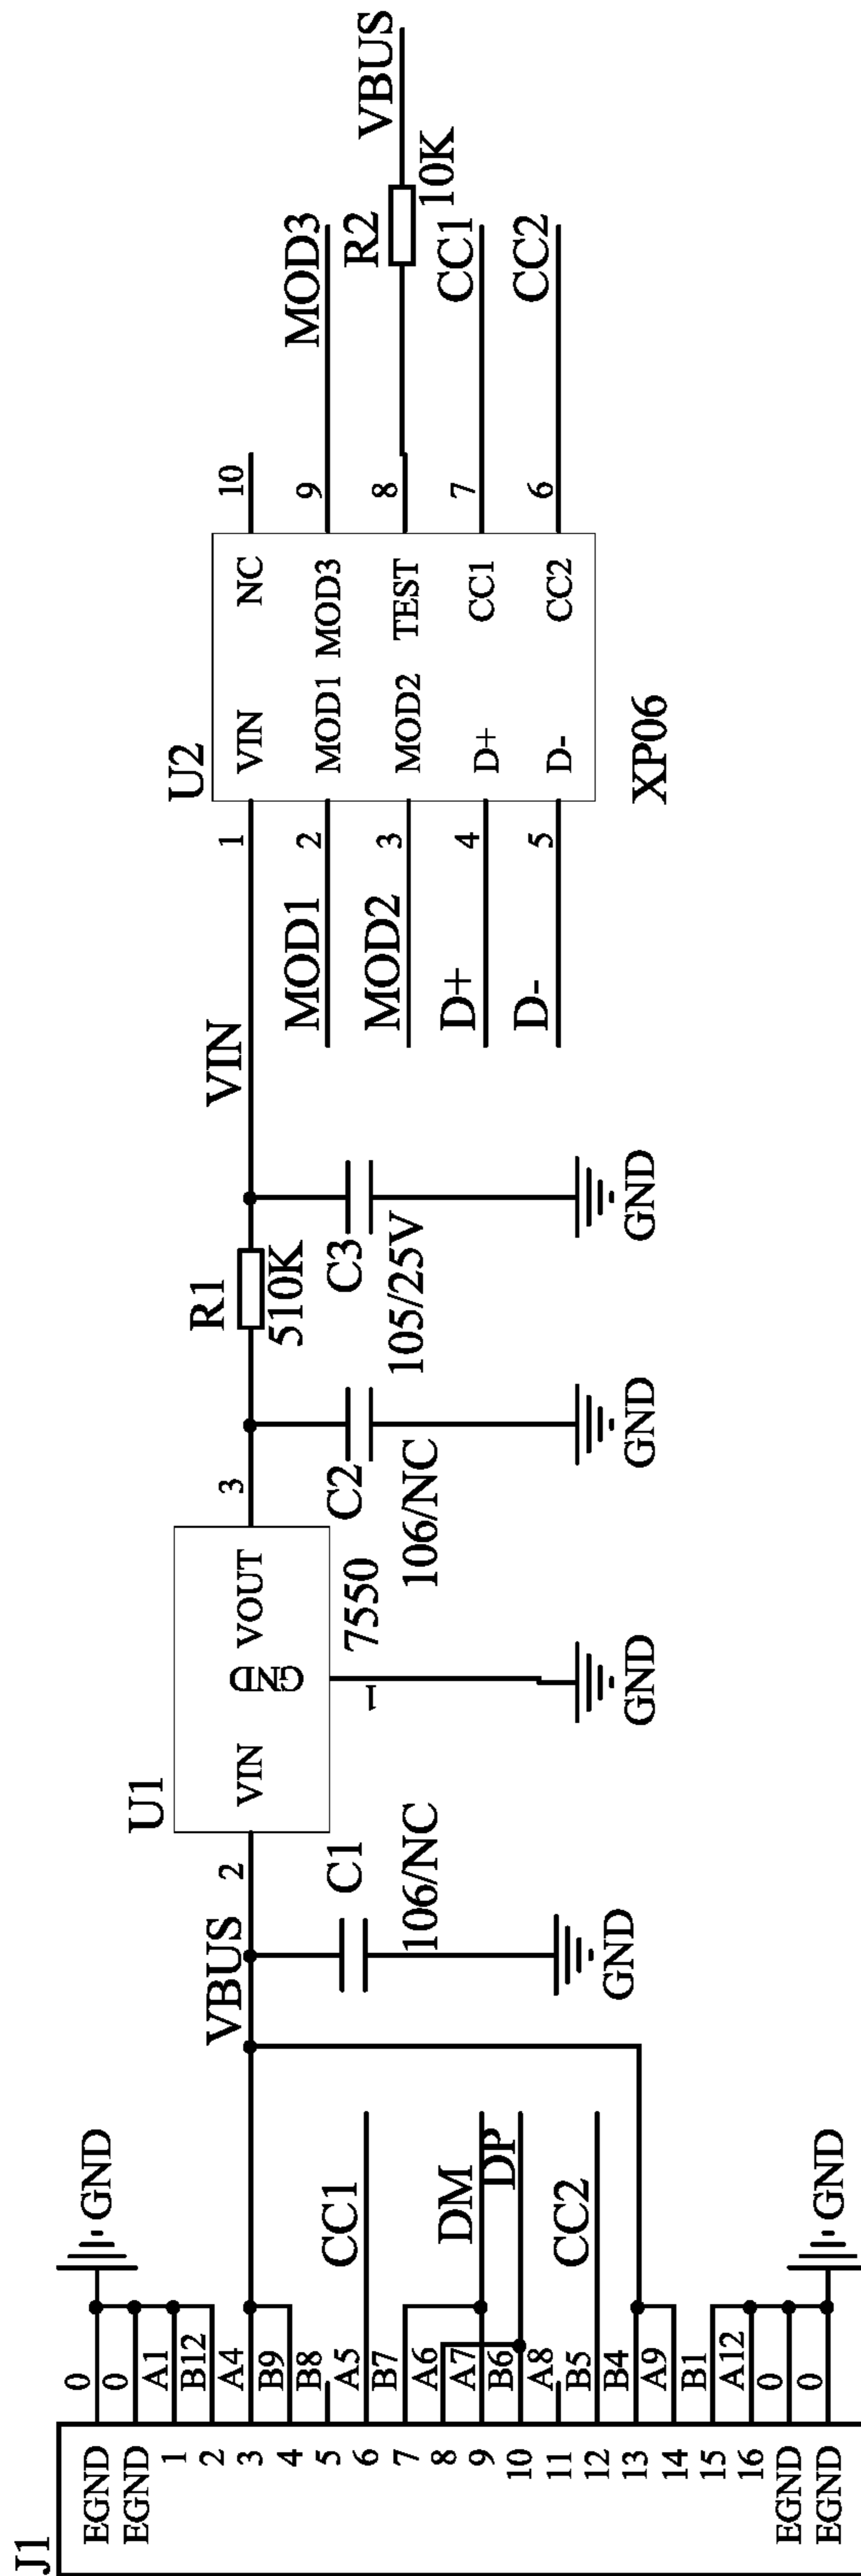 J1
EGND
EGND
1
2
3
4
5
6
7
8
9
10
11
12
13
14
15
16
EGND
EGND
0
0
A1
B12
A4
B9
B8
A5
B7
A6
A7
B6
A8
B5
B4
A9
B1
A12
0
0
GND
CC1
DM
DP
CC2
GND
VBUS
C1
106/NC
GND
U1
2
VIN
GND
VOUT
1
7550
3
GND
C2
106/NC
GND
R1
510K
C3
105/25V
GND
VIN
MOD1
MOD2
D+
D-
1
2
3
4
5
U2
VIN
MOD1
MOD2
D+
D-
NC
MOD3
TEST
CC1
CC2
XP06
10
9
8
7
6
MOD3
R2
10K
VBUS
CC1
CC2